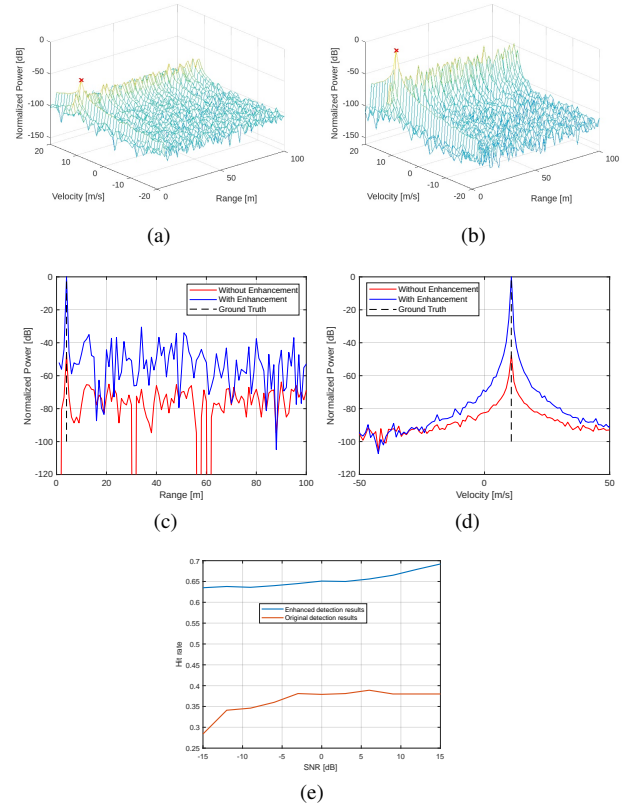 0
-50
-100
-150
Normalized Power [dB]
20
10
0
-10
-20
Velocity [m/s]
0
50
100
Range [m]
(a)
0
-50
-100
-150
Normalized Power [dB]
20
10
0
-10
-20
Velocity [m/s]
0
50
100
Range [m]
(b)
0
-20
-40
-60
-80
-100
-120
Normalized Power [dB]
Without Enhancement
With Enhancement
Ground Truth
0
20
40
60
80
100
Range [m]
(c)
0
-20
-40
-60
-80
-100
-120
Normalized Power [dB]
Without Enhancement
With Enhancement
Ground Truth
-50
0
50
Velocity [m/s]
(d)
0.7
0.65
0.6
0.55
0.5
0.45
0.4
0.35
0.3
0.25
Hit rate
Enhanced detection results
Original detection results
-15
-10
-5
0
5
10
15
SNR [dB]
(e)